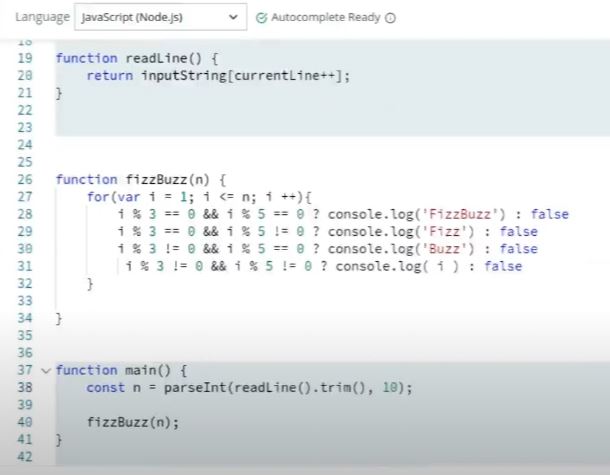 Language JavaScript (Node.js) Autocomplete Ready
18
19 function readLine() {
20 return inputString[currentLine++];
21 }
22
23
24
25
26 function fizzBuzz(n) {
27 for(var i = 1; i <= n; i ++){
28 i % 3 == 0 && i % 5 == 0 ? console.log('FizzBuzz') : false
29 i % 3 == 0 && i % 5 != 0 ? console.log('Fizz') : false
30 i % 3 != 0 && i % 5 == 0 ? console.log('Buzz') : false
31 i % 3 != 0 && i % 5 != 0 ? console.log( i ) : false
32 }
33
34 }
35
36
37 function main() {
38 const n = parseInt(readLine().trim(), 10);
39
40 fizzBuzz(n);
41 }
42